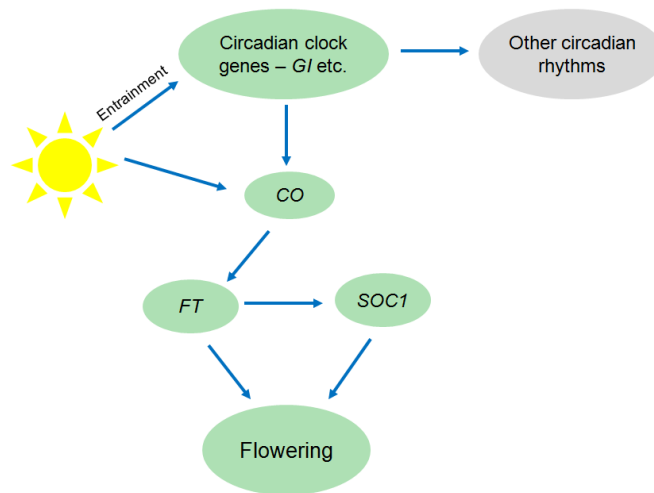 Circadian clock
genes – GI etc.
Other circadian
rhythms
Entrainment
CO
FT
SOC1
Flowering